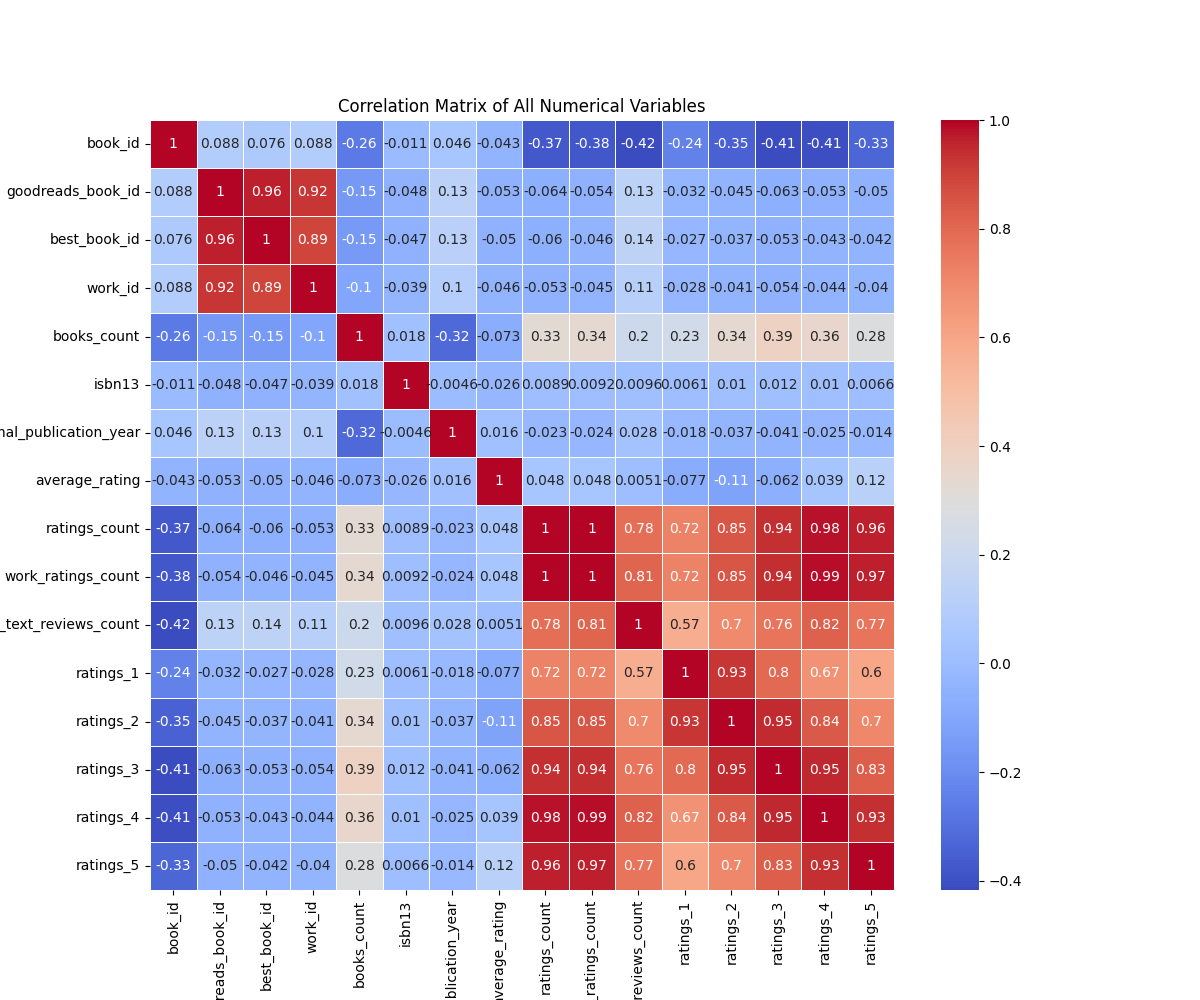 Correlation Matrix of All Numerical Variables
book_id 1 0.088 0.076 0.088 -0.26 -0.011 0.046 -0.043 -0.37 -0.38 -0.42 -0.24 -0.35 -0.41 -0.41 -0.33
goodreads_book_id 0.088 1 0.96 0.92 -0.15 -0.048 0.13 -0.053 -0.064 -0.054 0.13 -0.032 -0.045 -0.063 -0.053 -0.05
best_book_id 0.076 0.96 1 0.89 -0.15 -0.047 0.13 -0.05 -0.06 -0.046 0.14 -0.027 -0.037 -0.053 -0.043 -0.042
work_id 0.088 0.92 0.89 1 -0.1 -0.039 0.1 -0.046 -0.053 -0.045 0.11 -0.028 -0.041 -0.054 -0.044 -0.04
books_count -0.26 -0.15 -0.15 -0.1 1 0.018 -0.32 -0.073 0.33 0.34 0.2 0.23 0.34 0.39 0.36 0.28
isbn13 -0.011 -0.048 -0.047 -0.039 0.018 1 -0.0046 -0.026 0.0089 0.0092 0.0096 0.0061 0.01 0.012 0.01 0.0066
nal_publication_year 0.046 0.13 0.13 0.1 -0.32 -0.0046 1 0.016 -0.023 -0.024 0.028 -0.018 -0.037 -0.041 -0.025 -0.014
average_rating -0.043 -0.053 -0.05 -0.046 -0.073 -0.026 0.016 1 0.048 0.048 0.0051 -0.077 -0.11 -0.062 0.039 0.12
ratings_count -0.37 -0.064 -0.06 -0.053 0.33 0.0089 -0.023 0.048 1 1 0.78 0.72 0.85 0.94 0.98 0.96
work_ratings_count -0.38 -0.054 -0.046 -0.045 0.34 0.0092 -0.024 0.048 1 1 0.81 0.72 0.85 0.94 0.99 0.97
_text_reviews_count -0.42 0.13 0.14 0.11 0.2 0.0096 0.028 0.0051 0.78 0.81 1 0.57 0.7 0.76 0.82 0.77
ratings_1 -0.24 -0.032 -0.027 -0.028 0.23 0.0061 -0.018 -0.077 0.72 0.72 0.57 1 0.93 0.8 0.67 0.6
ratings_2 -0.35 -0.045 -0.037 -0.041 0.34 0.01 -0.037 -0.11 0.85 0.85 0.7 0.93 1 0.95 0.84 0.7
ratings_3 -0.41 -0.063 -0.053 -0.054 0.39 0.012 -0.041 -0.062 0.94 0.94 0.76 0.8 0.95 1 0.95 0.83
ratings_4 -0.41 -0.053 -0.043 -0.044 0.36 0.01 -0.025 0.039 0.98 0.99 0.82 0.67 0.84 0.95 1 0.93
ratings_5 -0.33 -0.05 -0.042 -0.04 0.28 0.0066 -0.014 0.12 0.96 0.97 0.77 0.6 0.7 0.83 0.93 1
book_id
reads_book_id
best_book_id
work_id
books_count
isbn13
blication_year
average_rating
ratings_count
_ratings_count
reviews_count
ratings_1
ratings_2
ratings_3
ratings_4
ratings_5
1.0
0.8
0.6
0.4
0.2
0.0
−0.2
−0.4